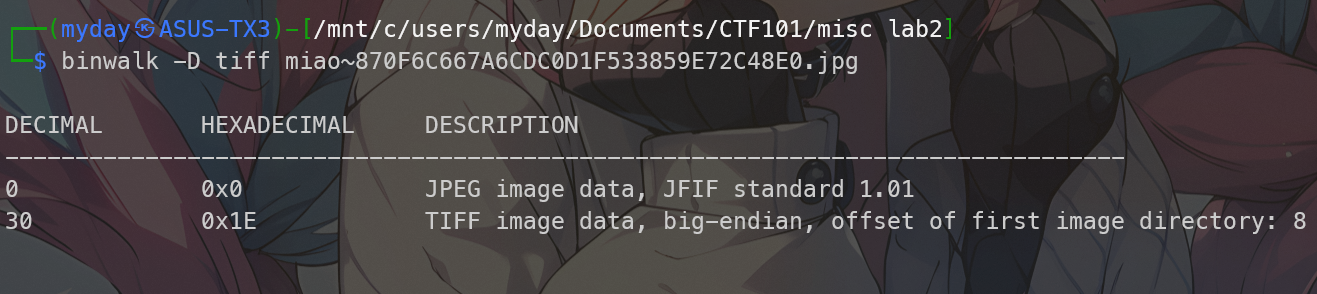 ┌──(myday㉿ASUS-TX3)-[/mnt/c/users/myday/Documents/CTF101/misc lab2]
└─$ binwalk -D tiff miao~870F6C667A6CDC0D1F533859E72C48E0.jpg
DECIMAL       HEXADECIMAL     DESCRIPTION
--------------------------------------------------------------------------------
0             0x0             JPEG image data, JFIF standard 1.01
30            0x1E            TIFF image data, big-endian, offset of first image directory: 8